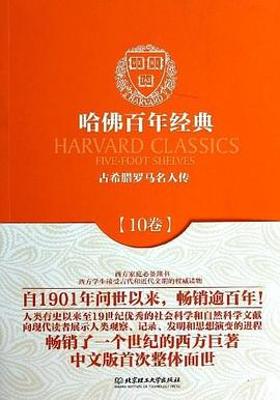 哈佛百年经典
HARVARD CLASSICS
FIVE-FOOT SHELVES
古希腊罗马名人传
【10卷】
西方家庭必备藏书
西方学生接受古代和近代文明的权威读物
自1901年问世以来，畅销逾百年！
人类有史以来至19世纪优秀的社会科学和自然科学文献
向现代读者展示人类观察、记录、发明和思想演变的进程
畅销了一个世纪的西方巨著
中文版首次整体面世
北京理工大学出版社